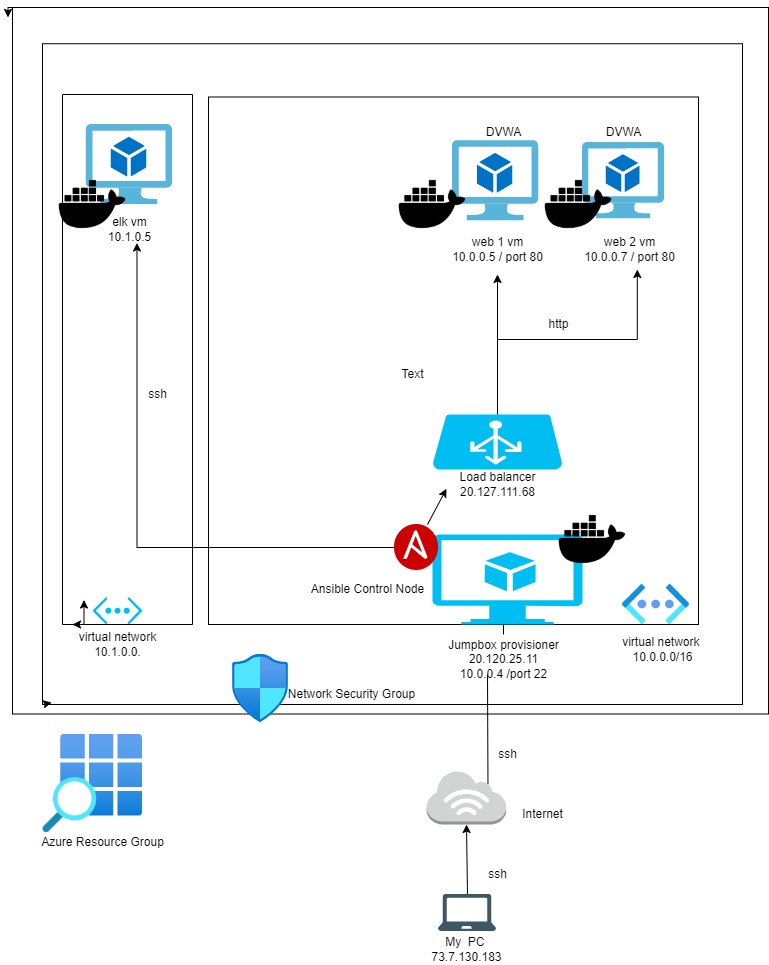 DVWA
DVWA
elk vm
10.1.0.5
web 1 vm
10.0.0.5 / port 80
web 2 vm
10.0.0.7 / port 80
http
Text
ssh
Load balancer
20.127.111.68
Ansible Control Node
virtual network
10.1.0.0.
Jumpbox provisioner
20.120.25.11
10.0.0.4 /port 22
virtual network
10.0.0.0/16
Network Security Group
ssh
Azure Resource Group
Internet
ssh
My PC
73.7.130.183